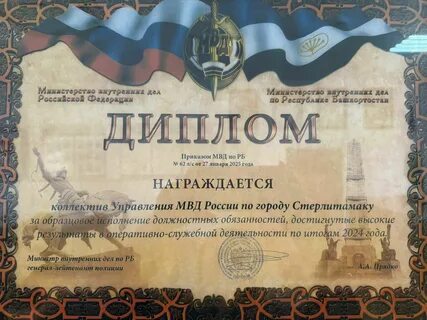 Министерство внутренних дел
Российской Федерации
Министерство внутренних дел
по Республике Башкортостан
ДИПЛОМ
Приказом МВД по РБ
№ 62 л/с от 27 января 2025 года
НАГРАЖДАЕТСЯ
коллектив Управления МВД России по городу Стерлитамаку
за образцовое исполнение должностных обязанностей, достигнутые высокие
результаты в оперативно-служебной деятельности по итогам 2024 года.
Министр внутренних дел по РБ
генерал-лейтенант полиции
А.А. Прядко